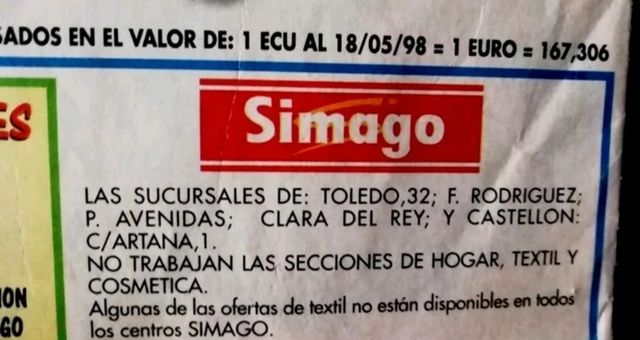 SADOS EN EL VALOR DE: 1 ECU AL 18/05/98 = 1 EURO = 167,306
ES
Simago
LAS SUCURSALES DE: TOLEDO,32; F. RODRIGUEZ;
P. AVENIDAS; CLARA DEL REY; Y CASTELLON:
C/ARTANA,1.
NO TRABAJAN LAS SECCIONES DE HOGAR, TEXTIL Y
COSMETICA.
Algunas de las ofertas de textil no están disponibles en todos
los centros SIMAGO.
ION
GO